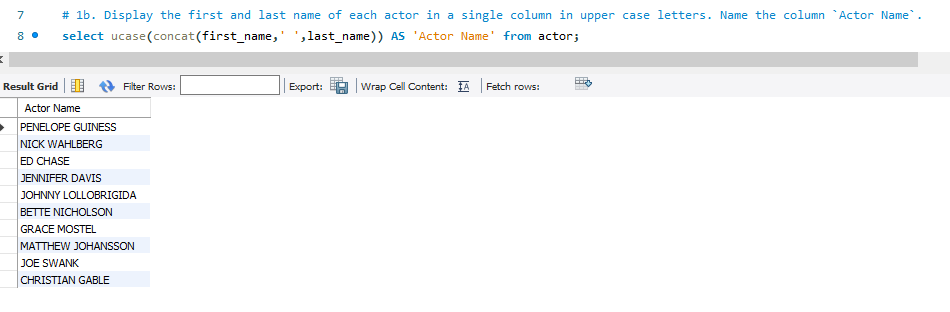 7 # 1b. Display the first and last name of each actor in a single column in upper case letters. Name the column `Actor Name`.
8 select ucase(concat(first_name,' ',last_name)) AS 'Actor Name' from actor;
Result Grid Filter Rows: Export: Wrap Cell Content: Fetch rows:
Actor Name
PENELOPE GUINESS
NICK WAHLBERG
ED CHASE
JENNIFER DAVIS
JOHNNY LOLLOBRIGIDA
BETTE NICHOLSON
GRACE MOSTEL
MATTHEW JOHANSSON
JOE SWANK
CHRISTIAN GABLE